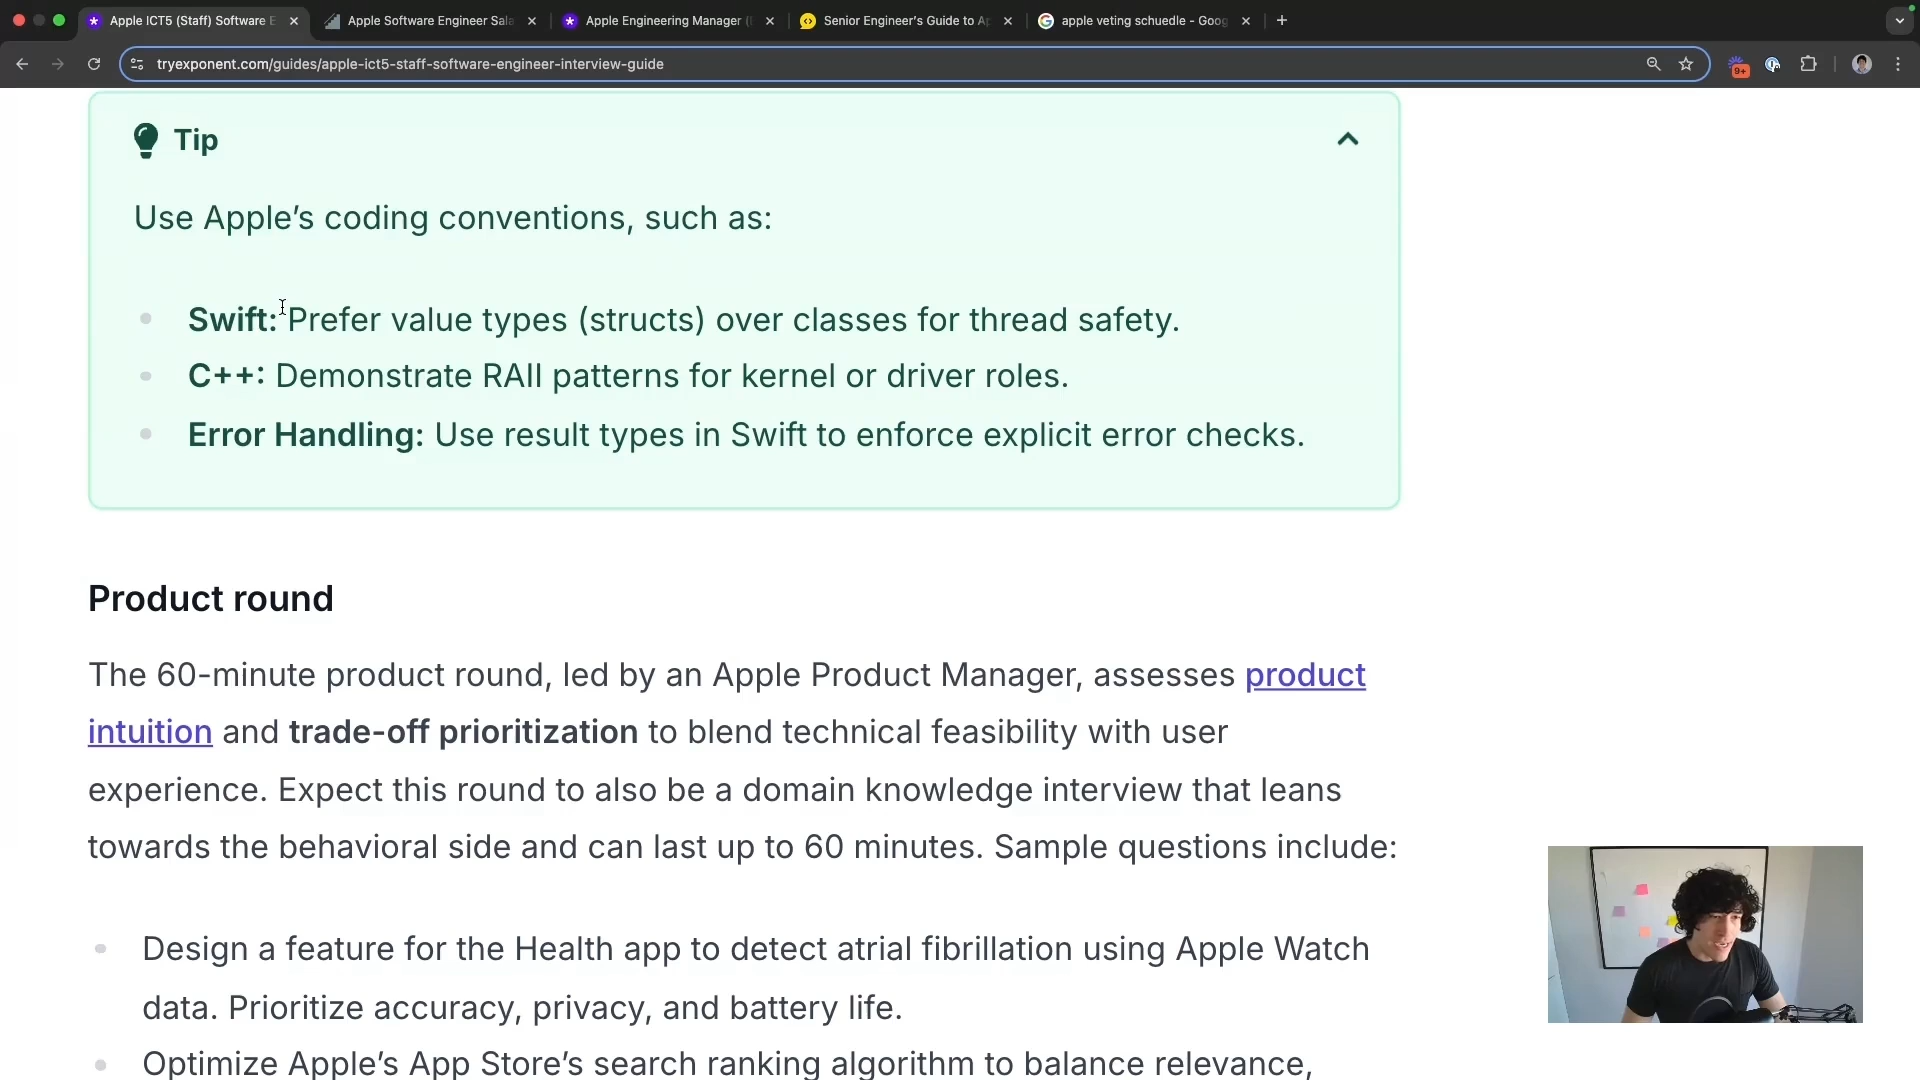 Apple ICT5 (Staff) Software E
Apple Software Engineer Sala
Apple Engineering Manager (
Senior Engineer's Guide to Ap
apple veting schuedle - Goog
tryexponent.com/guides/apple-ict5-staff-software-engineer-interview-guide
9+
Tip
Use Apple’s coding conventions, such as:
Swift: Prefer value types (structs) over classes for thread safety.
C++: Demonstrate RAII patterns for kernel or driver roles.
Error Handling: Use result types in Swift to enforce explicit error checks.
Product round
The 60-minute product round, led by an Apple Product Manager, assesses product
intuition and trade-off prioritization to blend technical feasibility with user
experience. Expect this round to also be a domain knowledge interview that leans
towards the behavioral side and can last up to 60 minutes. Sample questions include:
Design a feature for the Health app to detect atrial fibrillation using Apple Watch
data. Prioritize accuracy, privacy, and battery life.
Optimize Apple’s App Store’s search ranking algorithm to balance relevance,